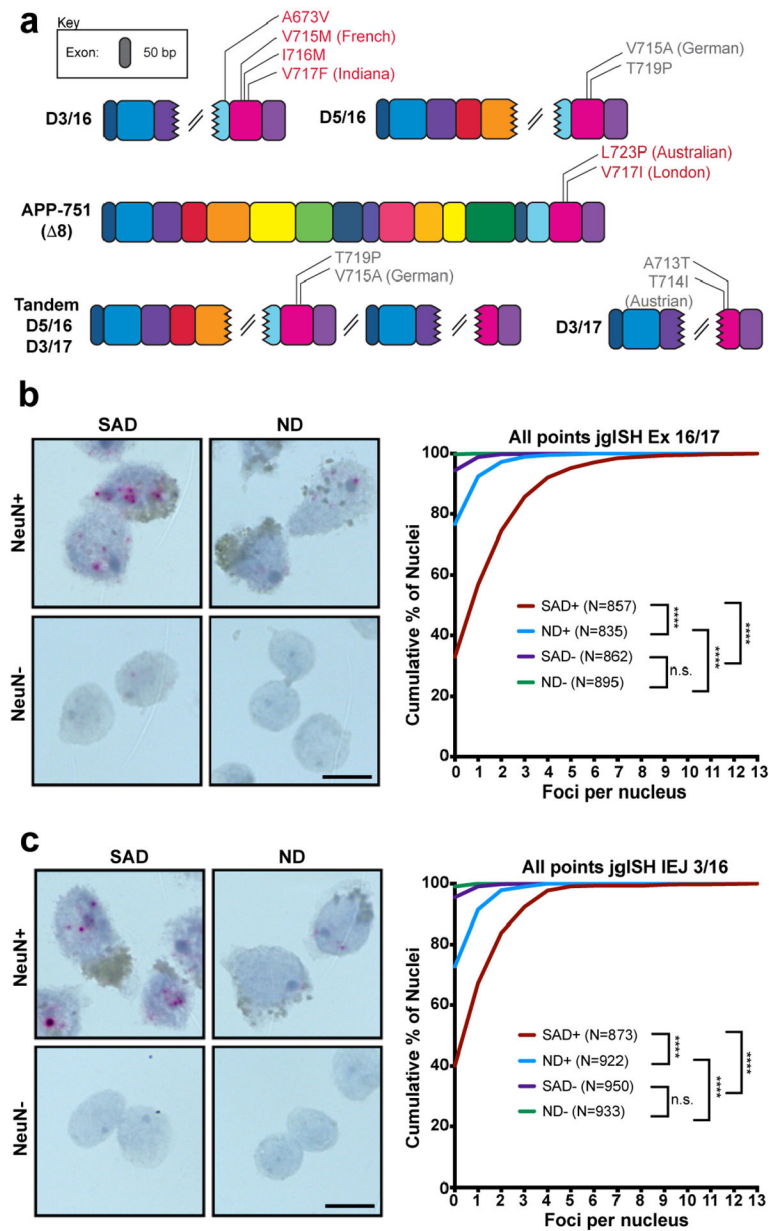 a
Key
Exon: 50 bp
A673V
V715M (French)
I716M
V717F (Indiana)
D3/16
V715A (German)
T719P
D5/16
L723P (Australian)
V717I (London)
APP-751
(Δ8)
T719P
V715A (German)
Tandem
D5/16
D3/17
A713T
T714I
(Austrian)
D3/17
b
SAD ND
NeuN+
NeuN-
All points jgISH Ex 16/17
Cumulative % of Nuclei
100
80
60
40
20
0
SAD+ (N=857)
ND+ (N=835)
SAD- (N=862)
ND- (N=895)
****
n.s.
****
****
0 1 2 3 4 5 6 7 8 9 10 11 12 13
Foci per nucleus
c
SAD ND
NeuN+
NeuN-
All points jgISH IEJ 3/16
Cumulative % of Nuclei
100
80
60
40
20
0
SAD+ (N=873)
ND+ (N=922)
SAD- (N=950)
ND- (N=933)
****
n.s.
****
****
0 1 2 3 4 5 6 7 8 9 10 11 12 13
Foci per nucleus